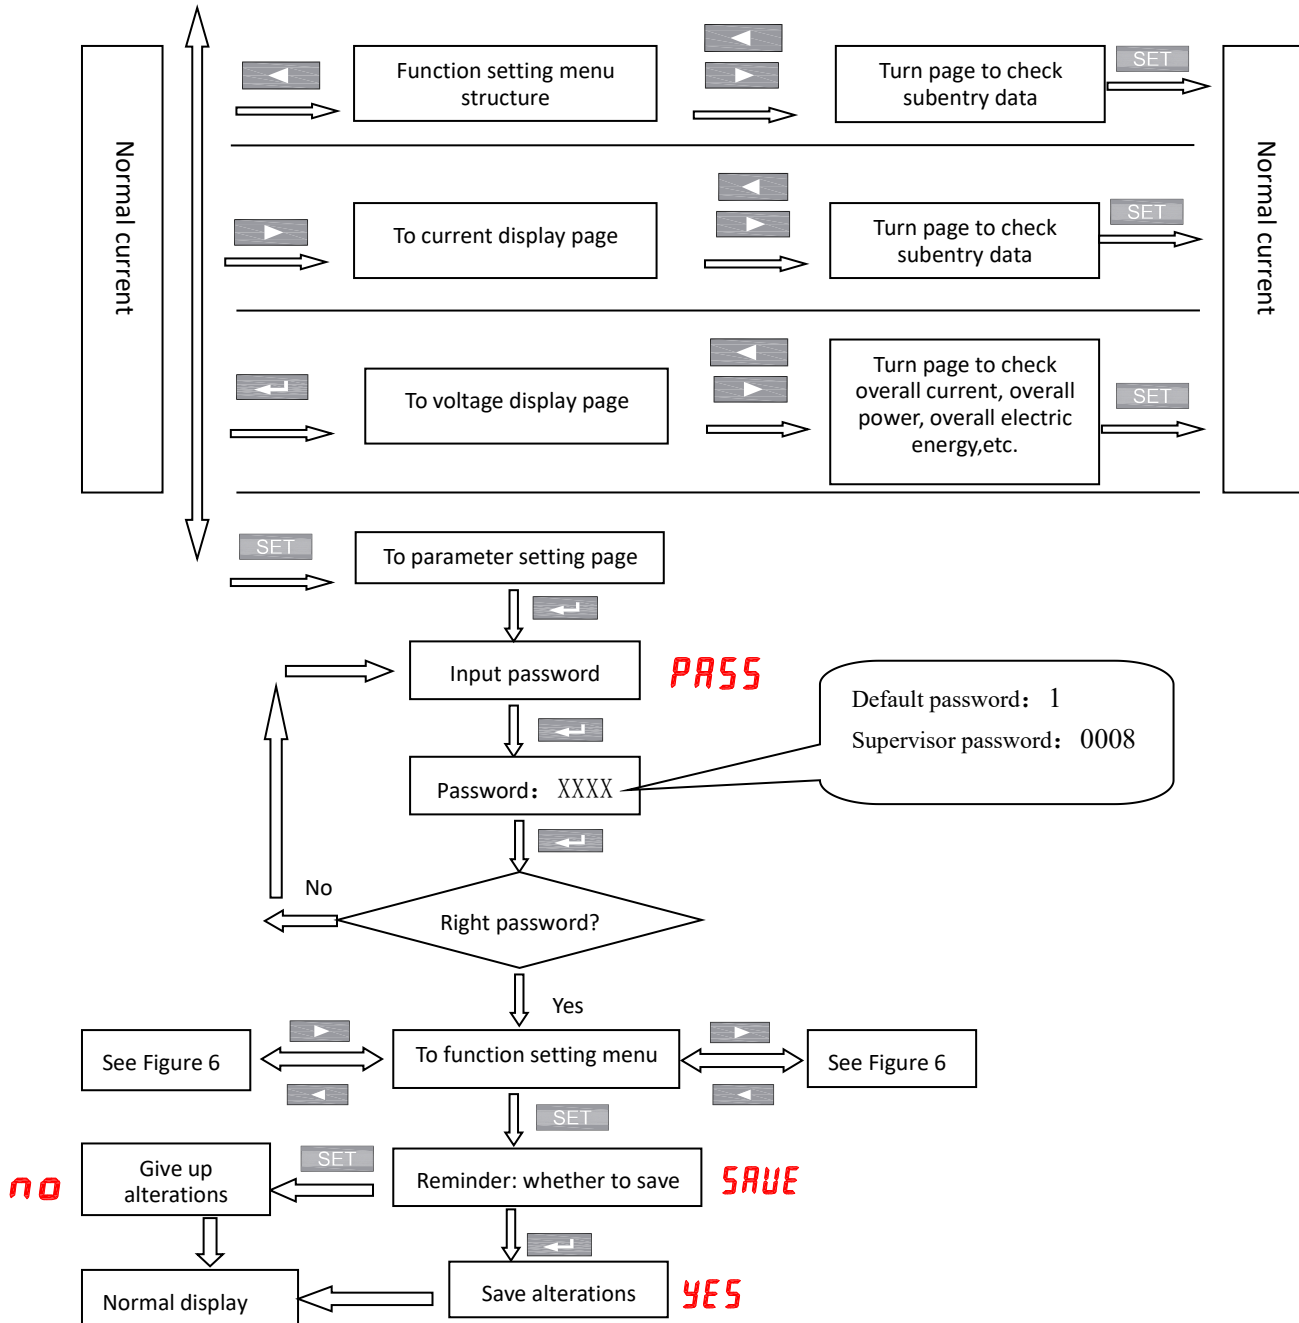 Normal current
Function setting menu
structure
Turn page to check
subentry data
SET
Normal current
To current display page
Turn page to check
subentry data
SET
To voltage display page
Turn page to check
overall current, overall
power, overall electric
energy,etc.
SET
SET
To parameter setting page
Input password
PASS
Default password：  1
Supervisor password：  0008
Password：  XXXX
No
Right password?
Yes
See Figure 6
To function setting menu
See Figure 6
SET
no
Give up
alterations
SET
Reminder: whether to save
SAVE
Normal display
Save alterations
YES